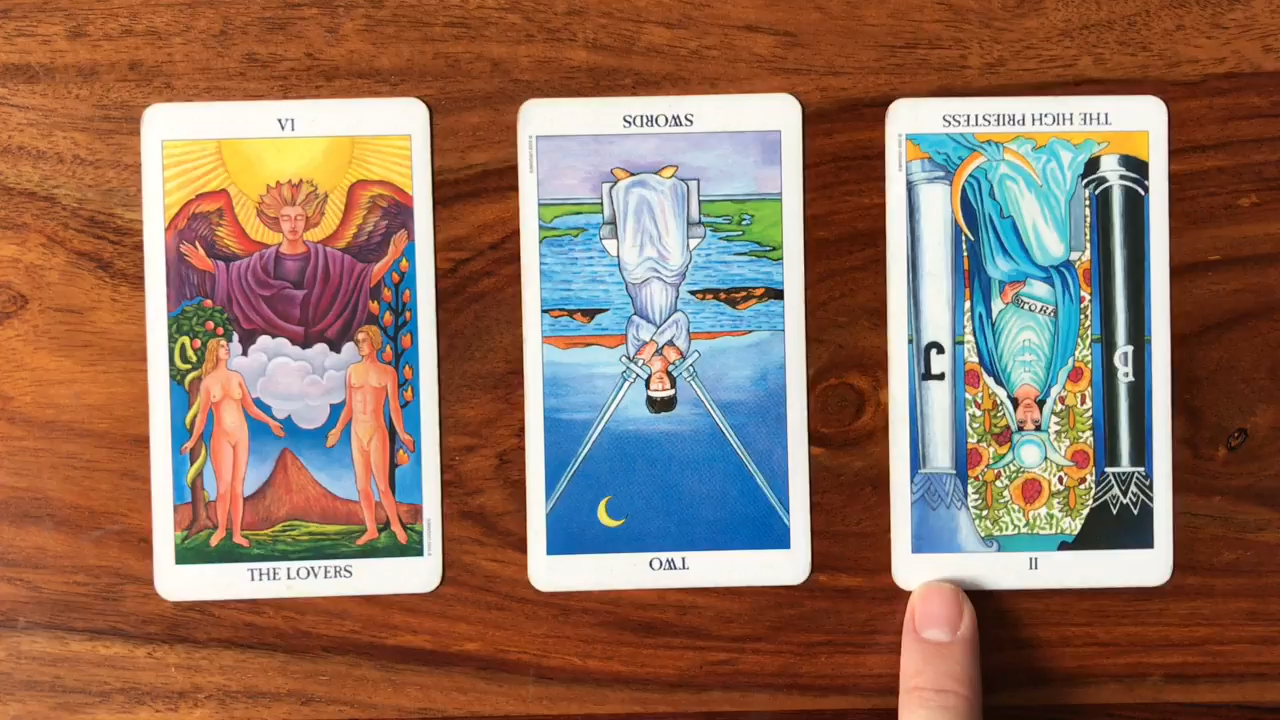 VI
THE LOVERS
SWORDS
TWO
THE HIGH PRIESTESS
J
B
TORA
II